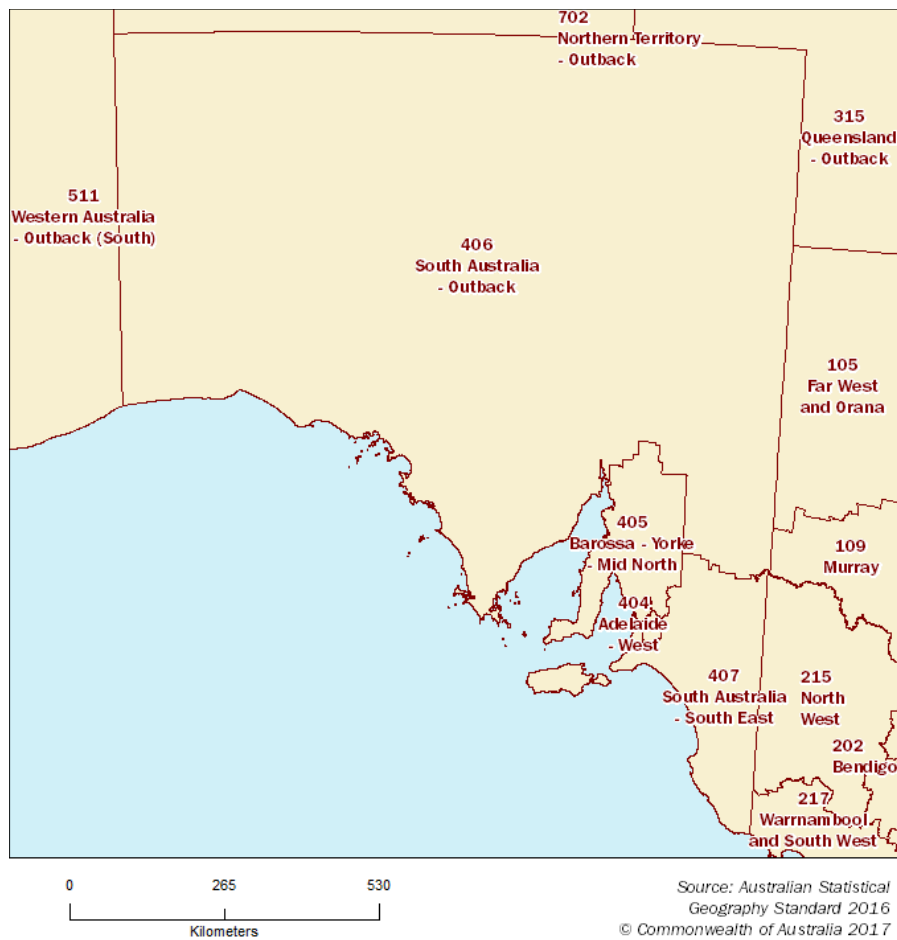 702
Northern Territory
- Outback
315
Queensland
- Outback
511
Western Australia
- Outback (South)
406
South Australia
- Outback
105
Far West
and Orana
405
Barossa - Yorke
- Mid North
109
Murray
404
Adelaide
- West
407
South Australia
- South East
215
North
West
202
Bendigo
217
Warrnambool
and South West
0 265 530
Kilometers
Source: Australian Statistical
Geography Standard 2016
© Commonwealth of Australia 2017